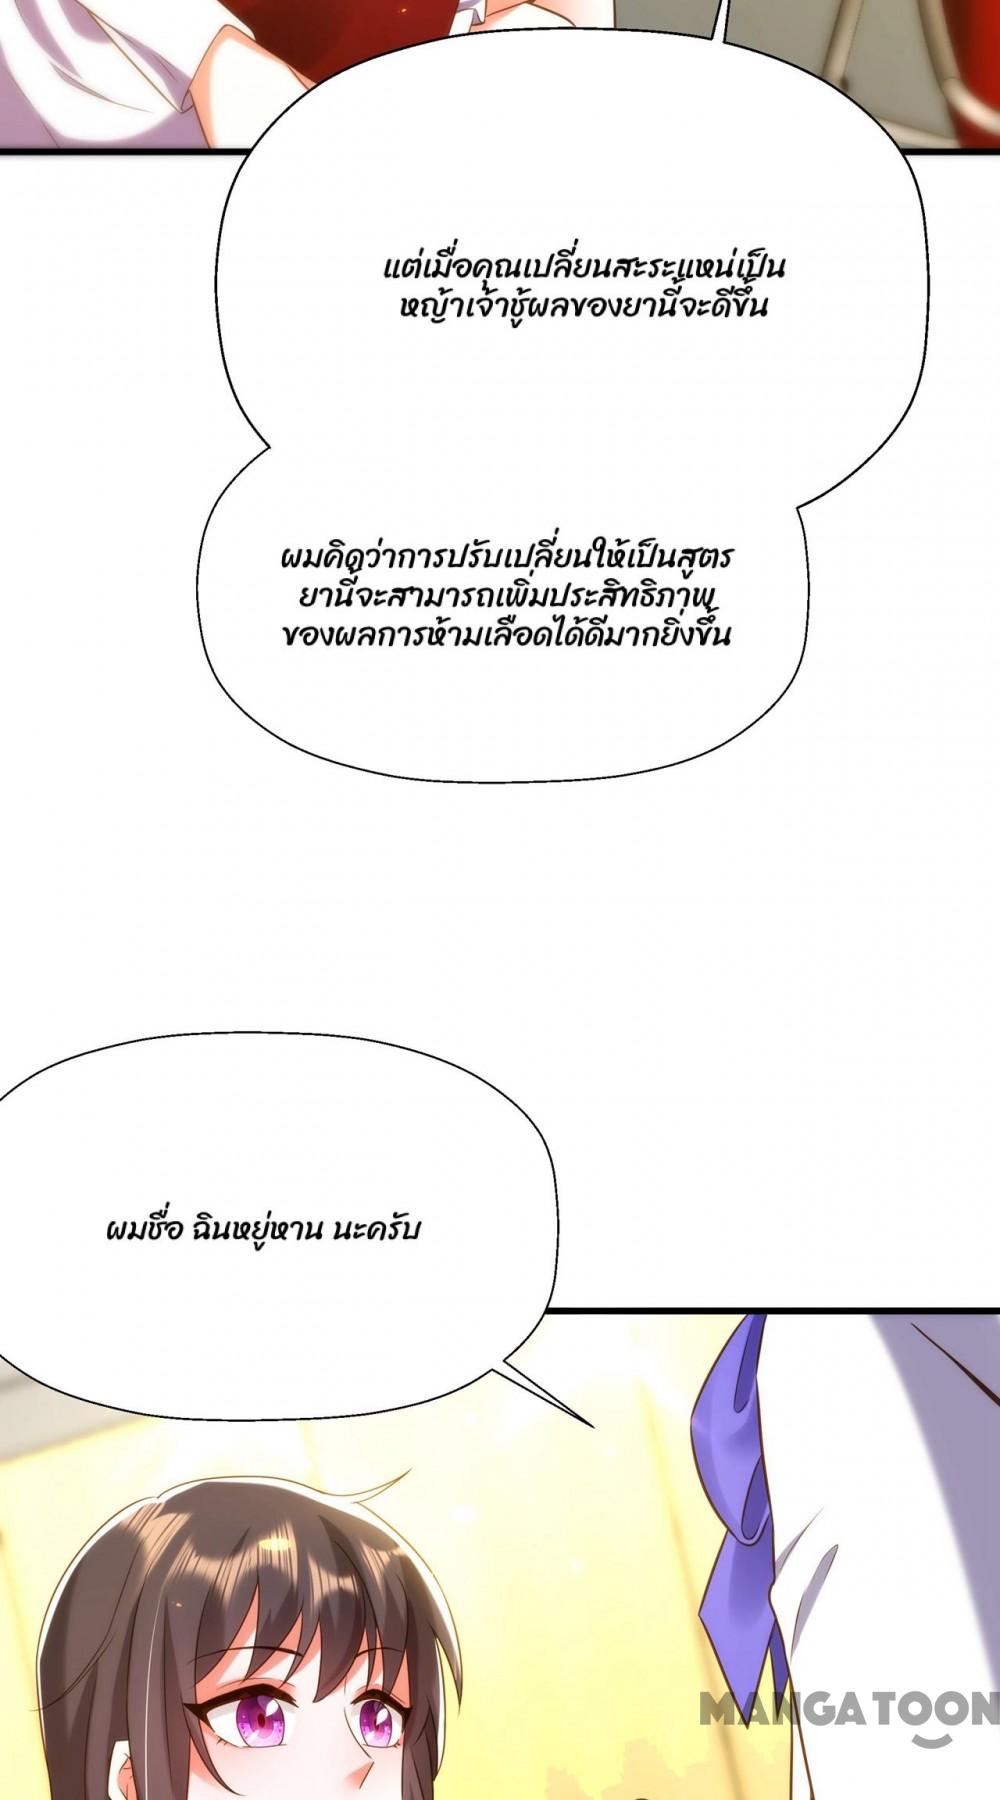 แต่เมื่อคุณเปลี่ยนสะระแหน่เป็น
หญ้าเจ้าชู้ผลของยานี้จะดีขึ้น
ผมคิดว่าการปรับเปลี่ยนให้เป็นสูตร
ยานี้จะสามารถเพิ่มประสิทธิภาพ
ของผลการห้ามเลือดได้ดีมากยิ่งขึ้น
ผมชื่อ ฉินหยู่หาน นะครับ
MANGATOON